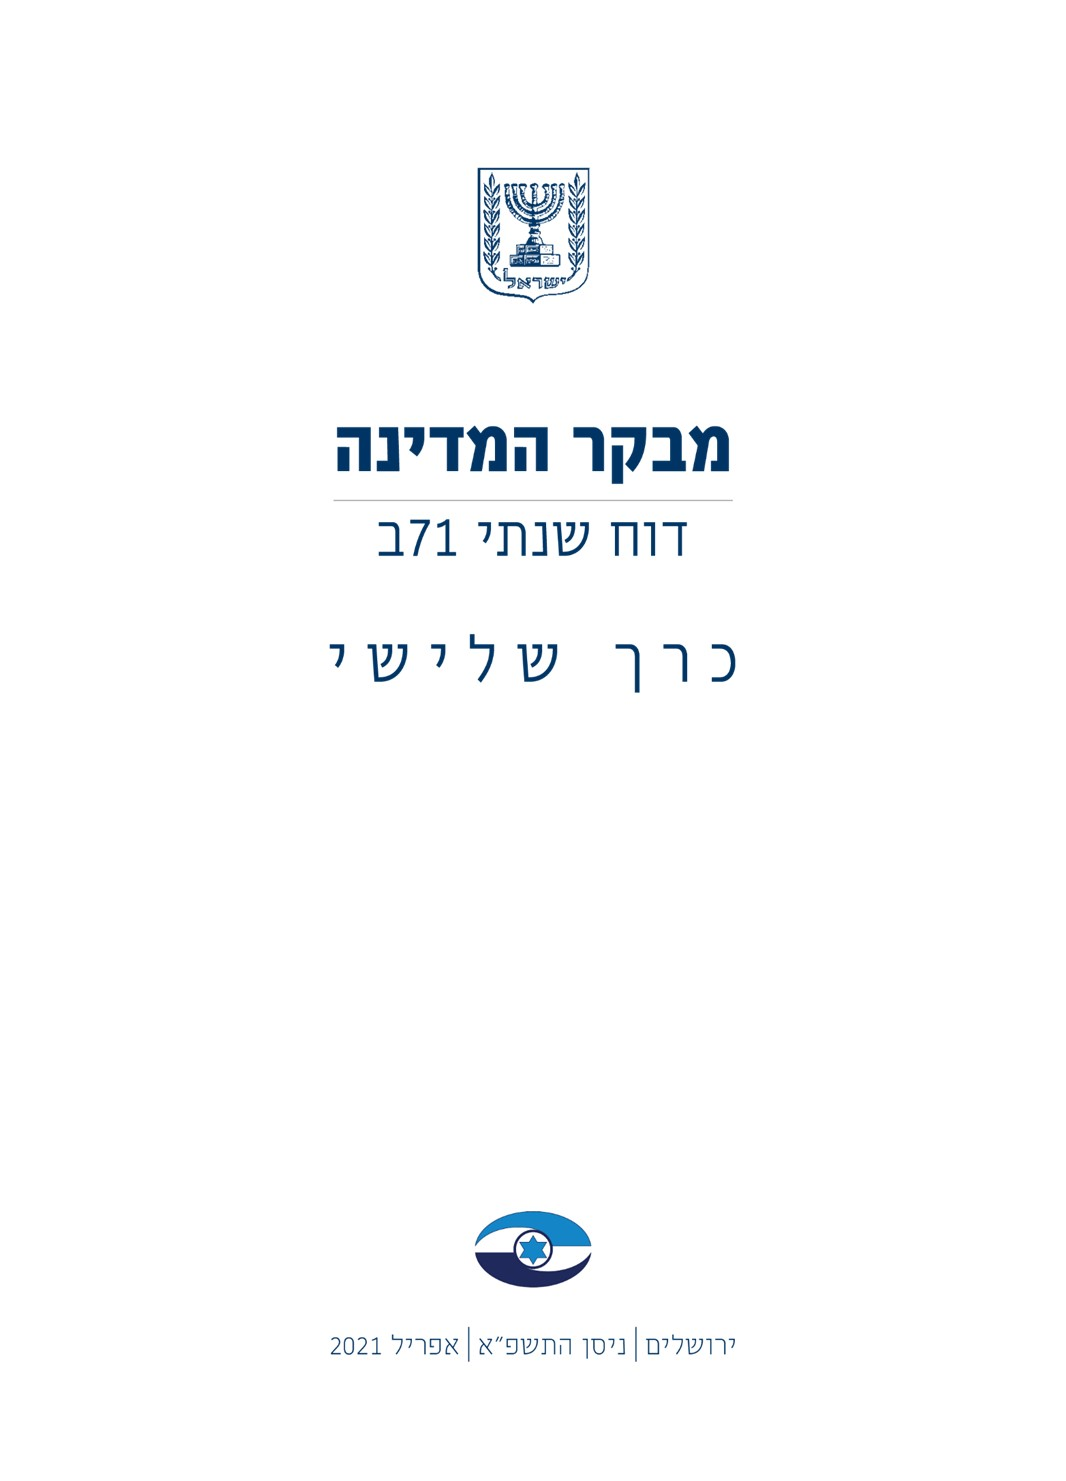 ישראל
מבקר המדינה
דוח שנתי 71ב
כרך שלישי
ירושלים | ניסן התשפ״א | אפריל 2021